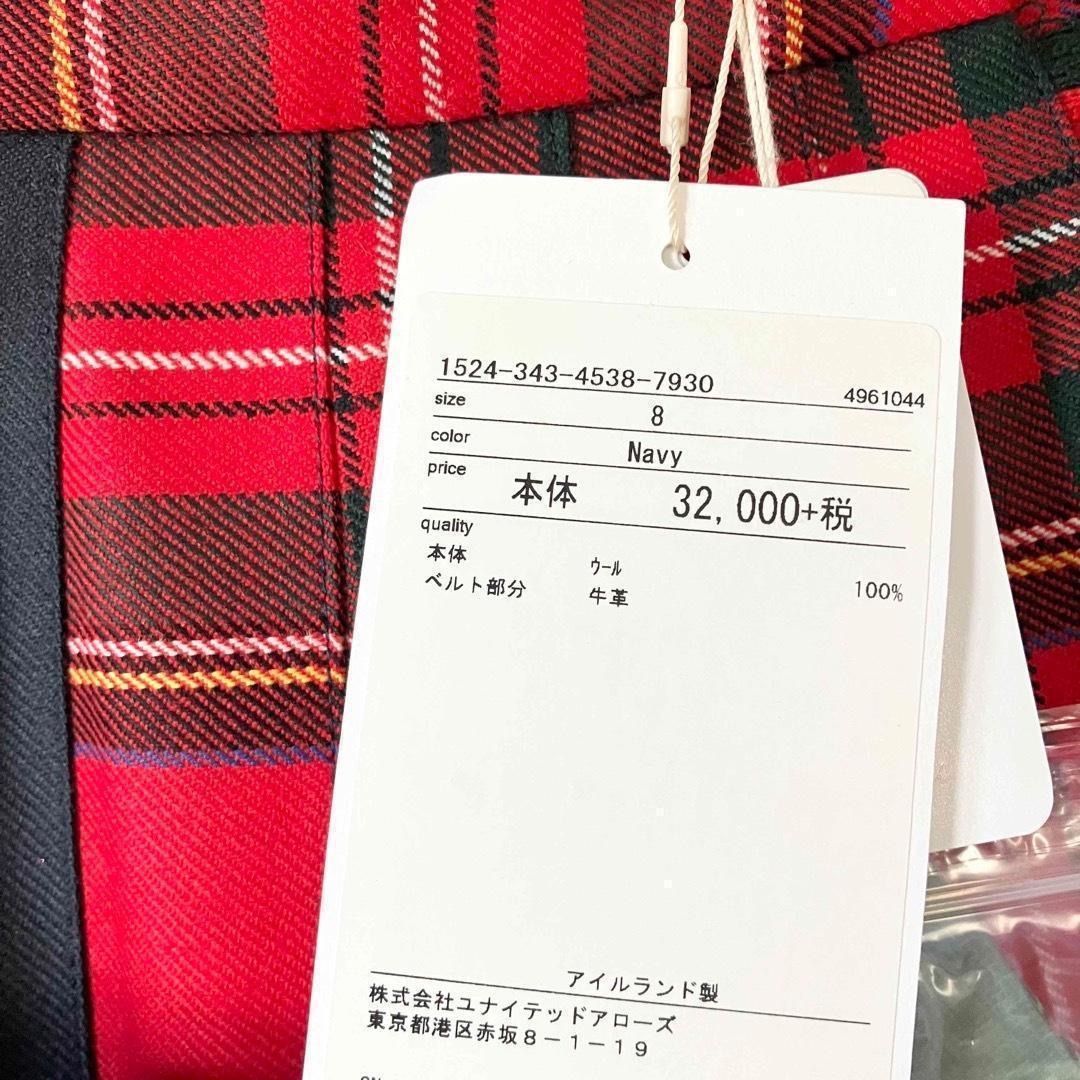 1524-343-4538-7930 4961044
size 8
color Navy
price 本体 32,000+税
quality
本体 ウール 100%
ベルト部分 牛革
アイルランド製
株式会社ユナイテッドアローズ
東京都港区赤坂8-1-19